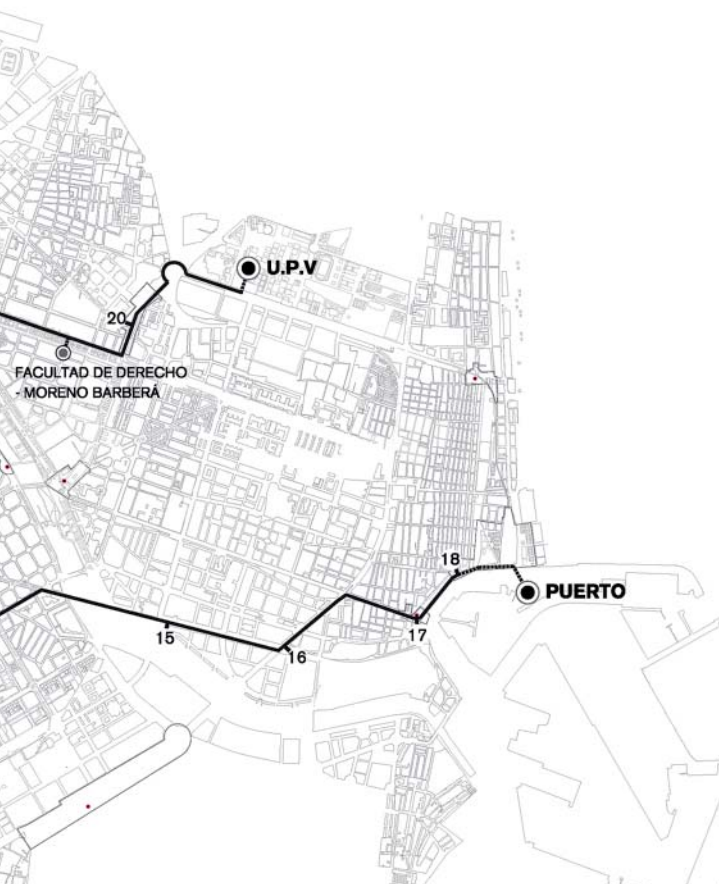 U.P.V
20
FACULTAD DE DERECHO
- MORENO BARBERÁ
18
PUERTO
15
17
16